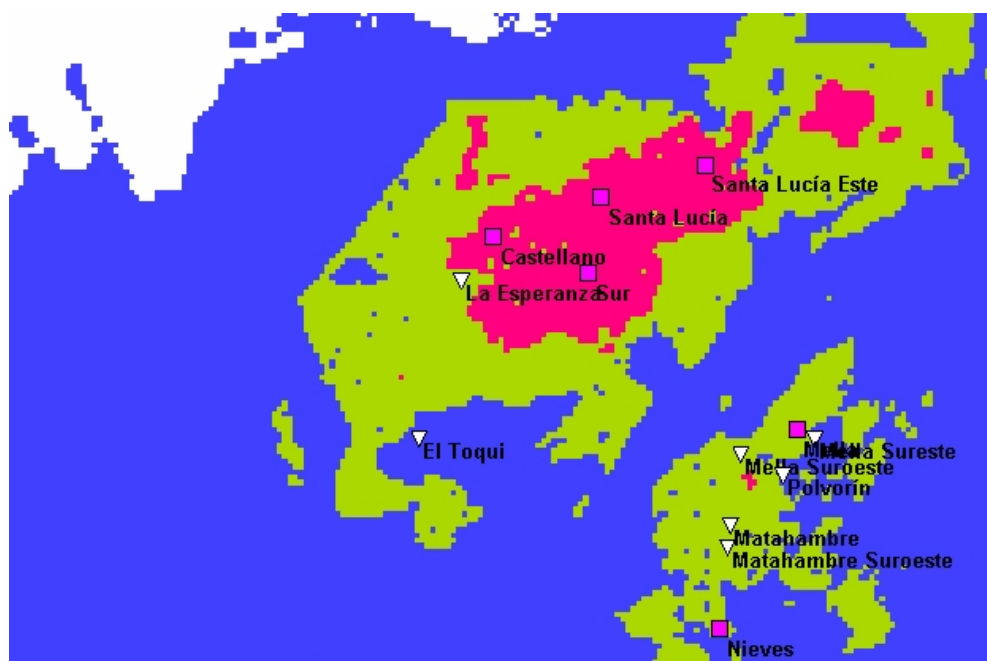 Santa Lucía Este
Santa Lucía
Castellano
La Esperanza
Sur
El Toqui
Mella
Mella Sureste
Mella Suroeste
Polvorín
Matahambre
Matahambre Suroeste
Nieves